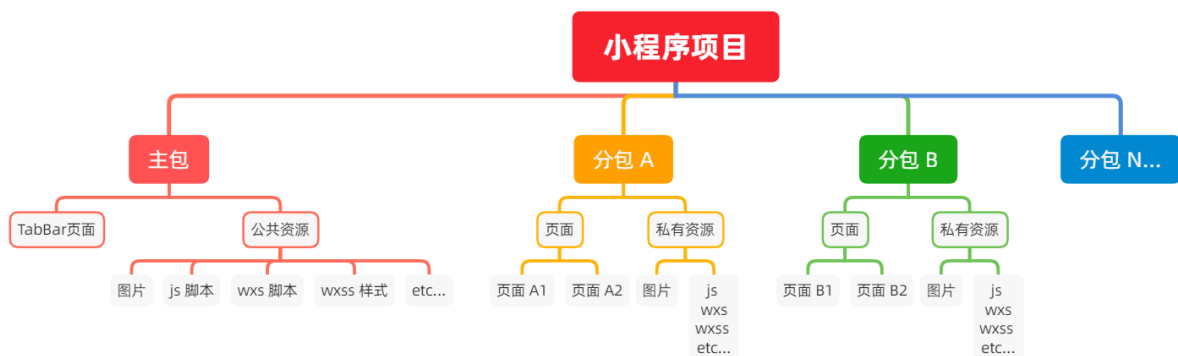 小程序项目
主包
分包 A
分包 B
分包 N...
TabBar页面
公共资源
页面
私有资源
页面
私有资源
图片
js 脚本
wxs 脚本
wxss 样式
etc...
页面 A1
页面 A2
图片
js
wxs
wxss
etc...
页面 B1
页面 B2
图片
js
wxs
wxss
etc...